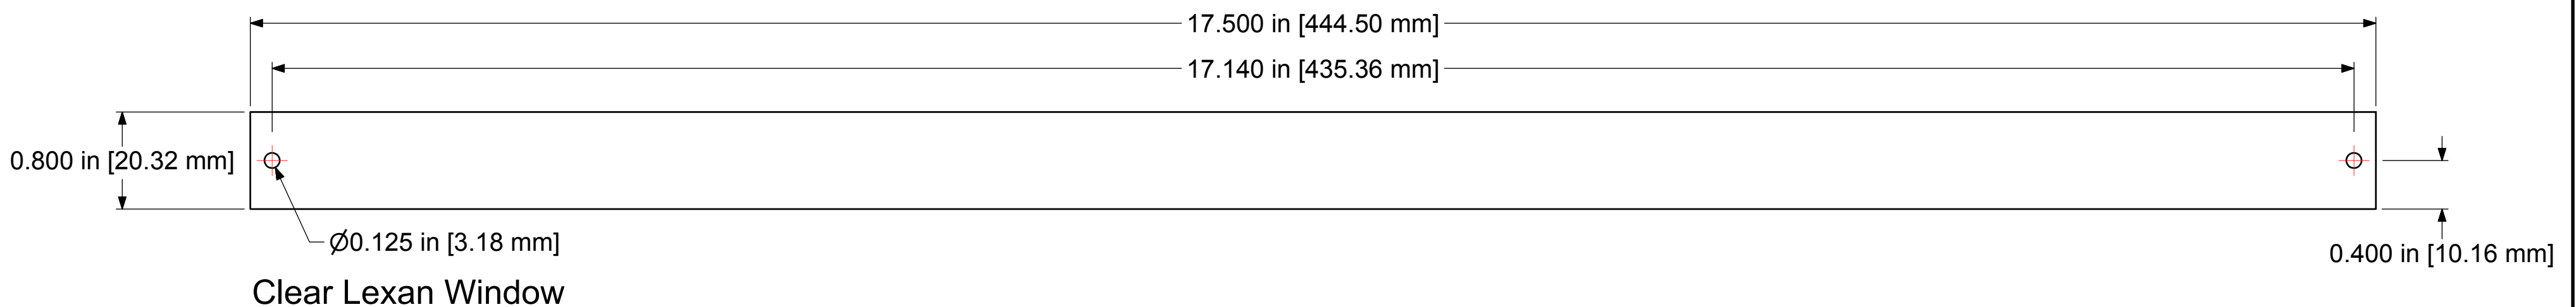 17.500 in [444.50 mm]
17.140 in [435.36 mm]
0.800 in [20.32 mm]
Ø0.125 in [3.18 mm]
0.400 in [10.16 mm]
Clear Lexan Window